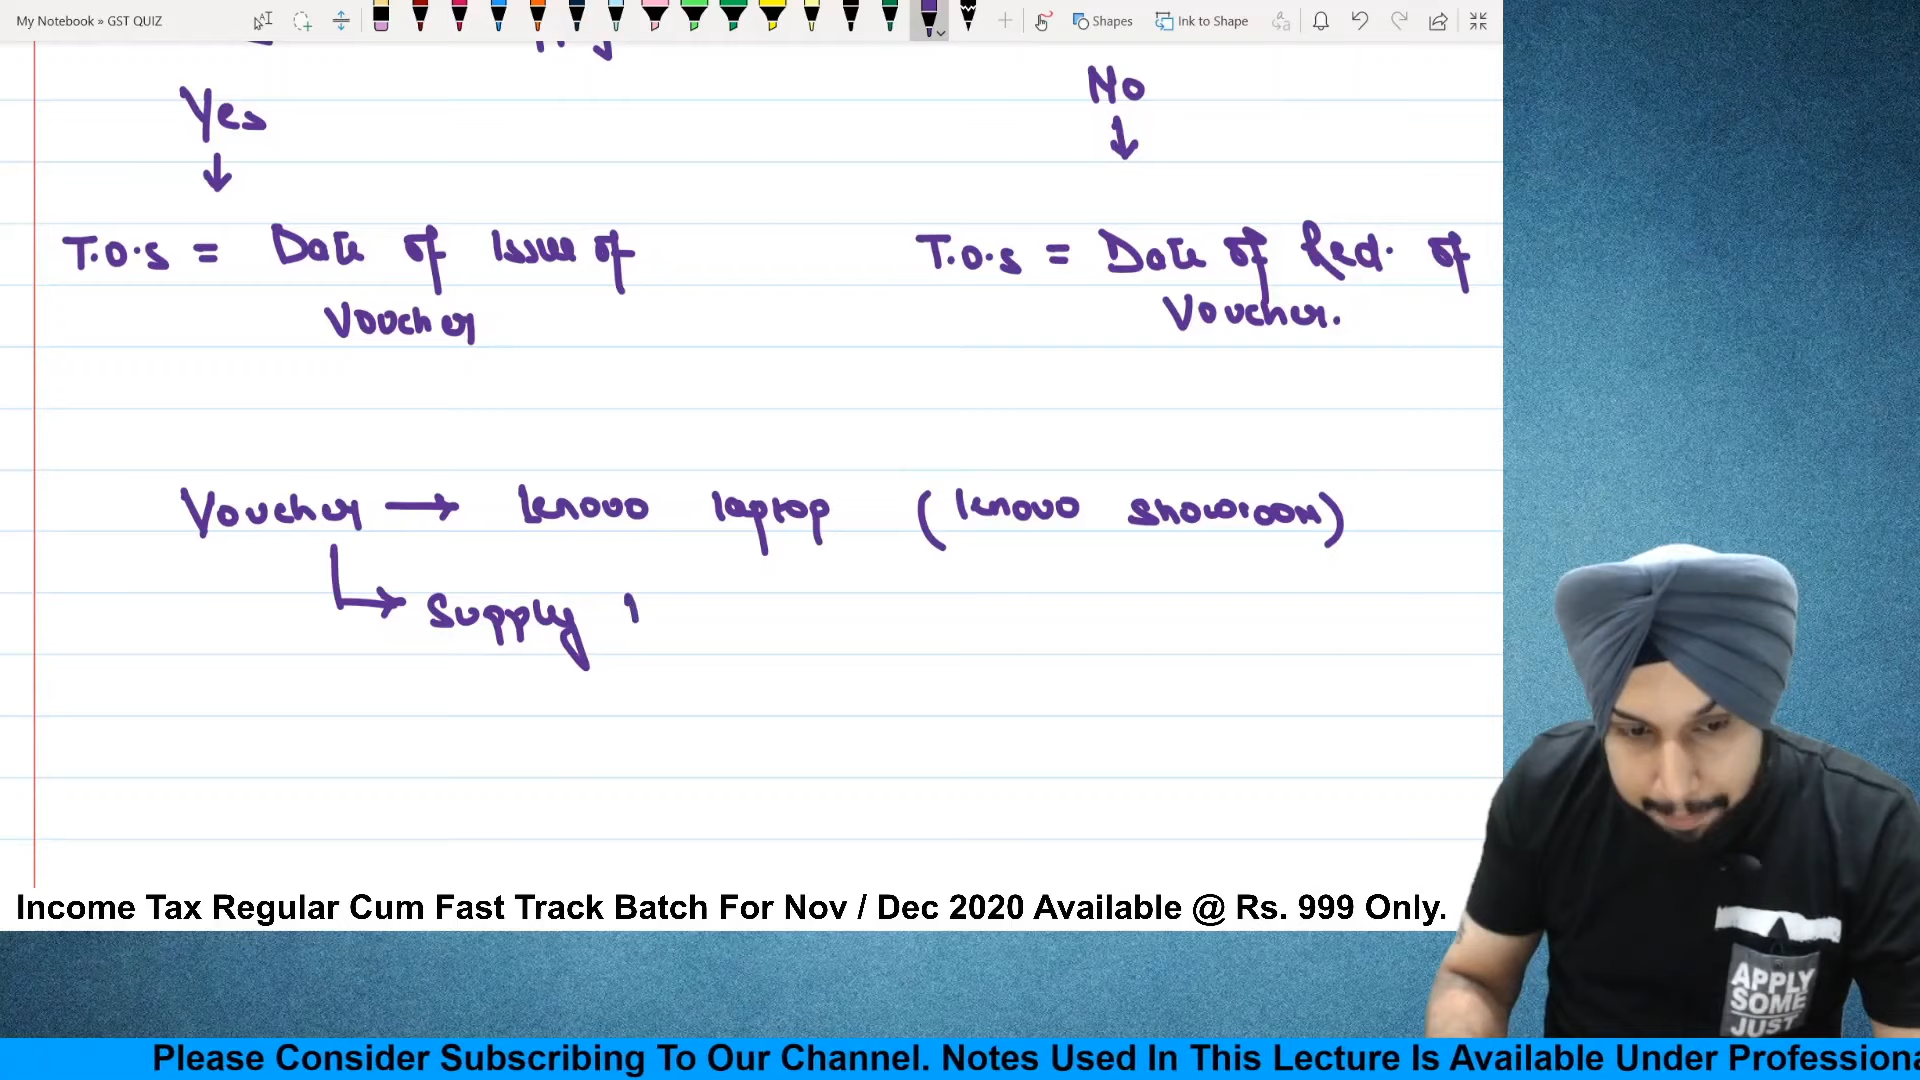 My Notebook » GST QUIZ
Shapes
Ink to Shape
Yes
No
T.O.S = Date of Issue of
Voucher
T.O.S = Date of Red. of
Voucher.
Voucher → lenovo laptop (lenovo showroom)
Supply
Income Tax Regular Cum Fast Track Batch For Nov / Dec 2020 Available @ Rs. 999 Only.
APPLY
SOME
JUST
Please Consider Subscribing To Our Channel. Notes Used In This Lecture Is Available Under Professiona